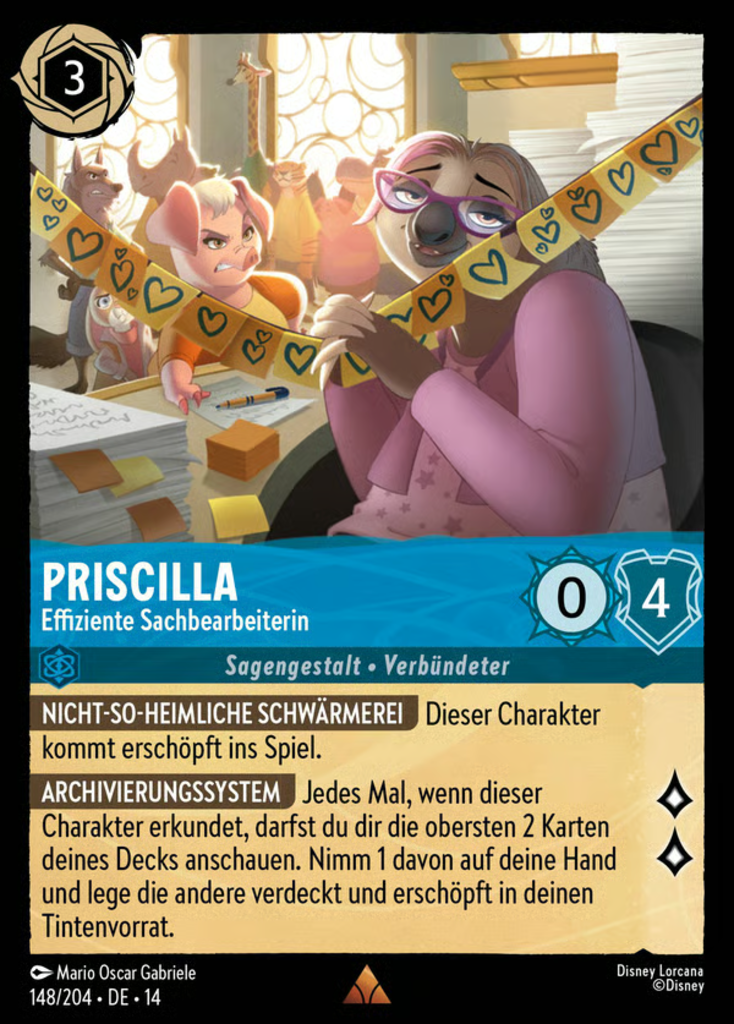 3
PRISCILLA
Effiziente Sachbearbeiterin
0
4
Sagengestalt • Verbündeter
NICHT-SO-HEIMLICHE SCHWÄRMEREI Dieser Charakter
kommt erschöpft ins Spiel.
ARCHIVIERUNGSSYSTEM Jedes Mal, wenn dieser
Charakter erkundet, darfst du dir die obersten 2 Karten
deines Decks anschauen. Nimm 1 davon auf deine Hand
und lege die andere verdeckt und erschöpft in deinen
Tintenvorrat.
Mario Oscar Gabriele
148/204 • DE • 14
Disney Lorcana
©Disney